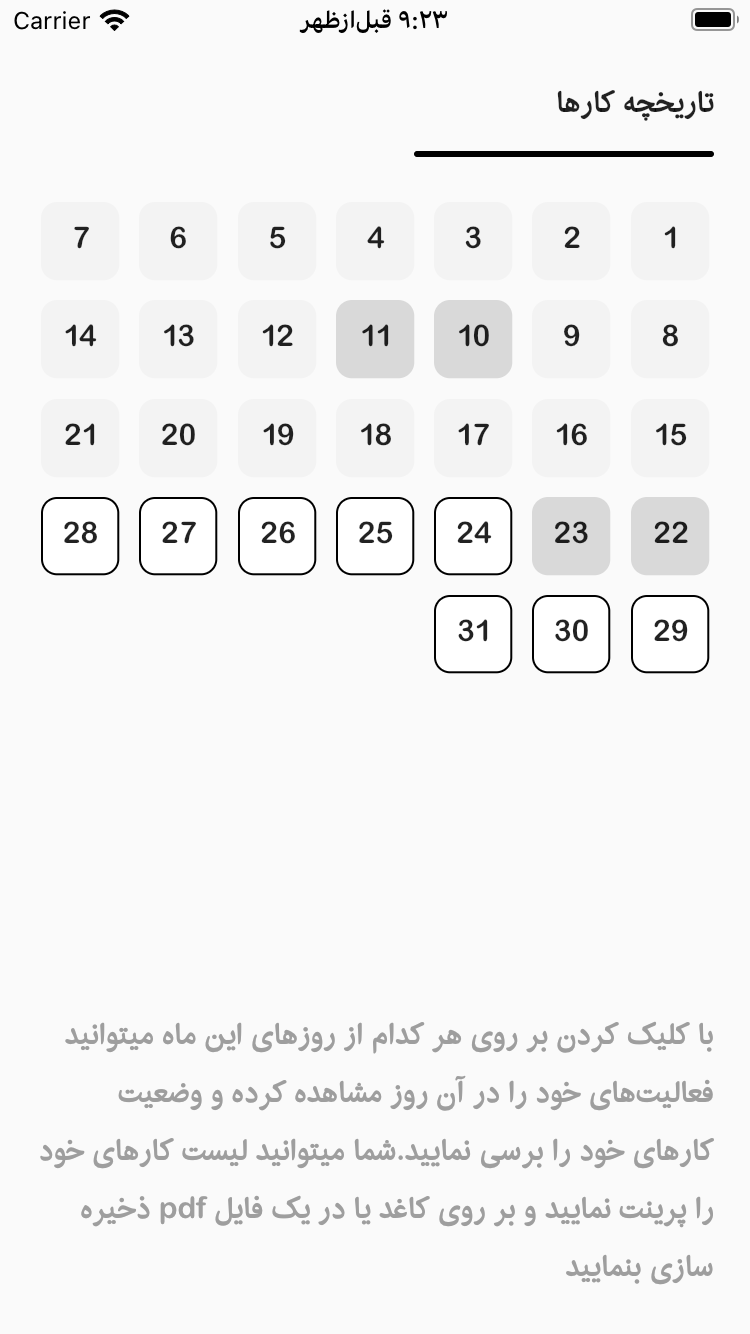 Carrier ۹:۲۳ قبل‌ازظهر
تاریخچه کارها
1 2 3 4 5 6 7
8 9 10 11 12 13 14
15 16 17 18 19 20 21
22 23 24 25 26 27 28
29 30 31
با کلیک کردن بر روی هر کدام از روزهای این ماه میتوانید
فعالیت‌های خود را در آن روز مشاهده کرده و وضعیت
کارهای خود را برسی نمایید.شما میتوانید لیست کارهای خود
را پرینت نمایید و بر روی کاغد یا در یک فایل pdf ذخیره
سازی بنمایید